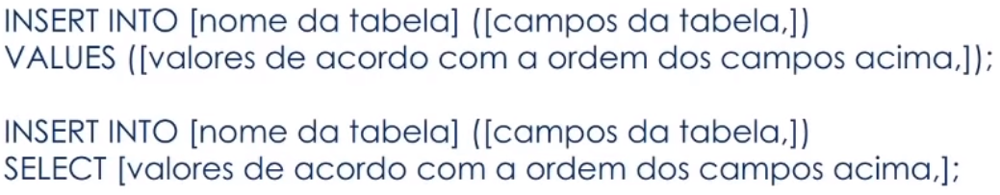 INSERT INTO [nome da tabela] ([campos da tabela,])
VALUES ([valores de acordo com a ordem dos campos acima,]);
INSERT INTO [nome da tabela] ([campos da tabela,])
SELECT [valores de acordo com a ordem dos campos acima,];